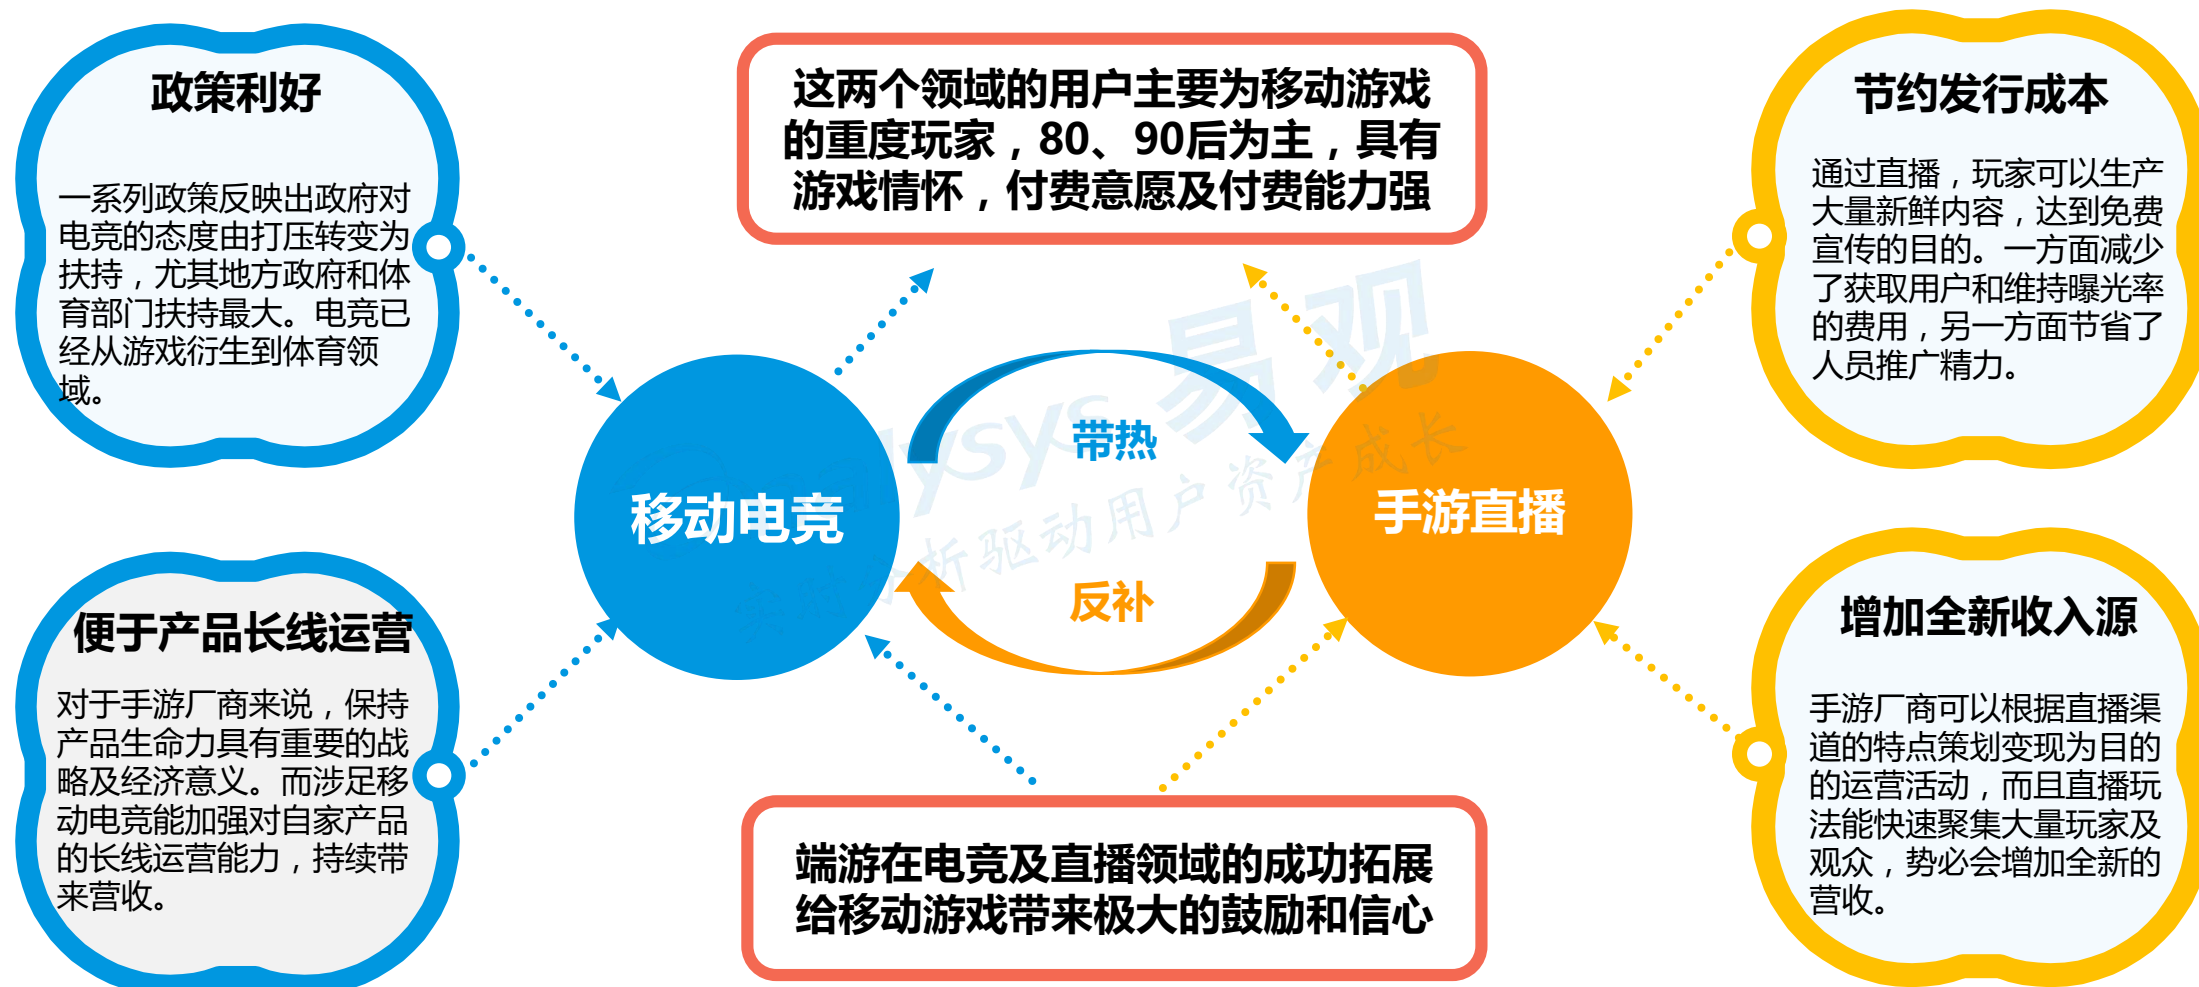 政策利好
一系列政策反映出政府对
电竞的态度由打压转变为
扶持，尤其地方政府和体
育部门扶持最大。电竞已
经从游戏衍生到体育领
域。
这两个领域的用户主要为移动游戏
的重度玩家，80、90后为主，具有
游戏情怀，付费意愿及付费能力强
节约发行成本
通过直播，玩家可以生产
大量新鲜内容，达到免费
宣传的目的。一方面减少
了获取用户和维持曝光率
的费用，另一方面节省了
人员推广精力。
带热
移动电竞
手游直播
反补
易观
实时分析驱动用户资产成长
便于产品长线运营
对于手游厂商来说，保持
产品生命力具有重要的战
略及经济意义。而涉足移
动电竞能加强对自家产品
的长线运营能力，持续带
来营收。
端游在电竞及直播领域的成功拓展
给移动游戏带来极大的鼓励和信心
增加全新收入源
手游厂商可以根据直播渠
道的特点策划变现为目的
的运营活动，而且直播玩
法能快速聚集大量玩家及
观众，势必会增加全新的
营收。